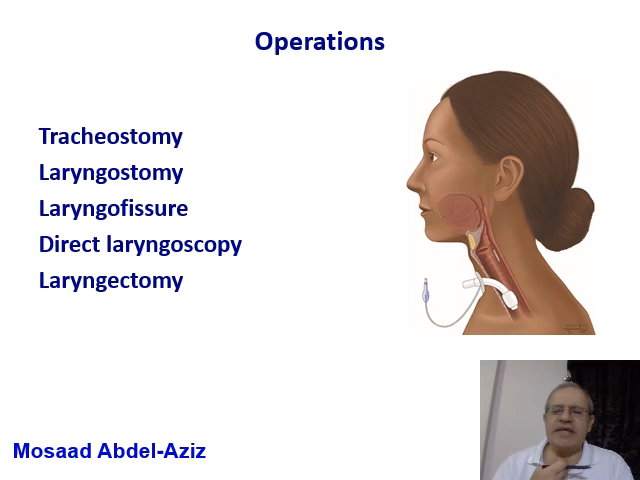 Operations
Tracheostomy
Laryngostomy
Laryngofissure
Direct laryngoscopy
Laryngectomy
Mosaad Abdel-Aziz